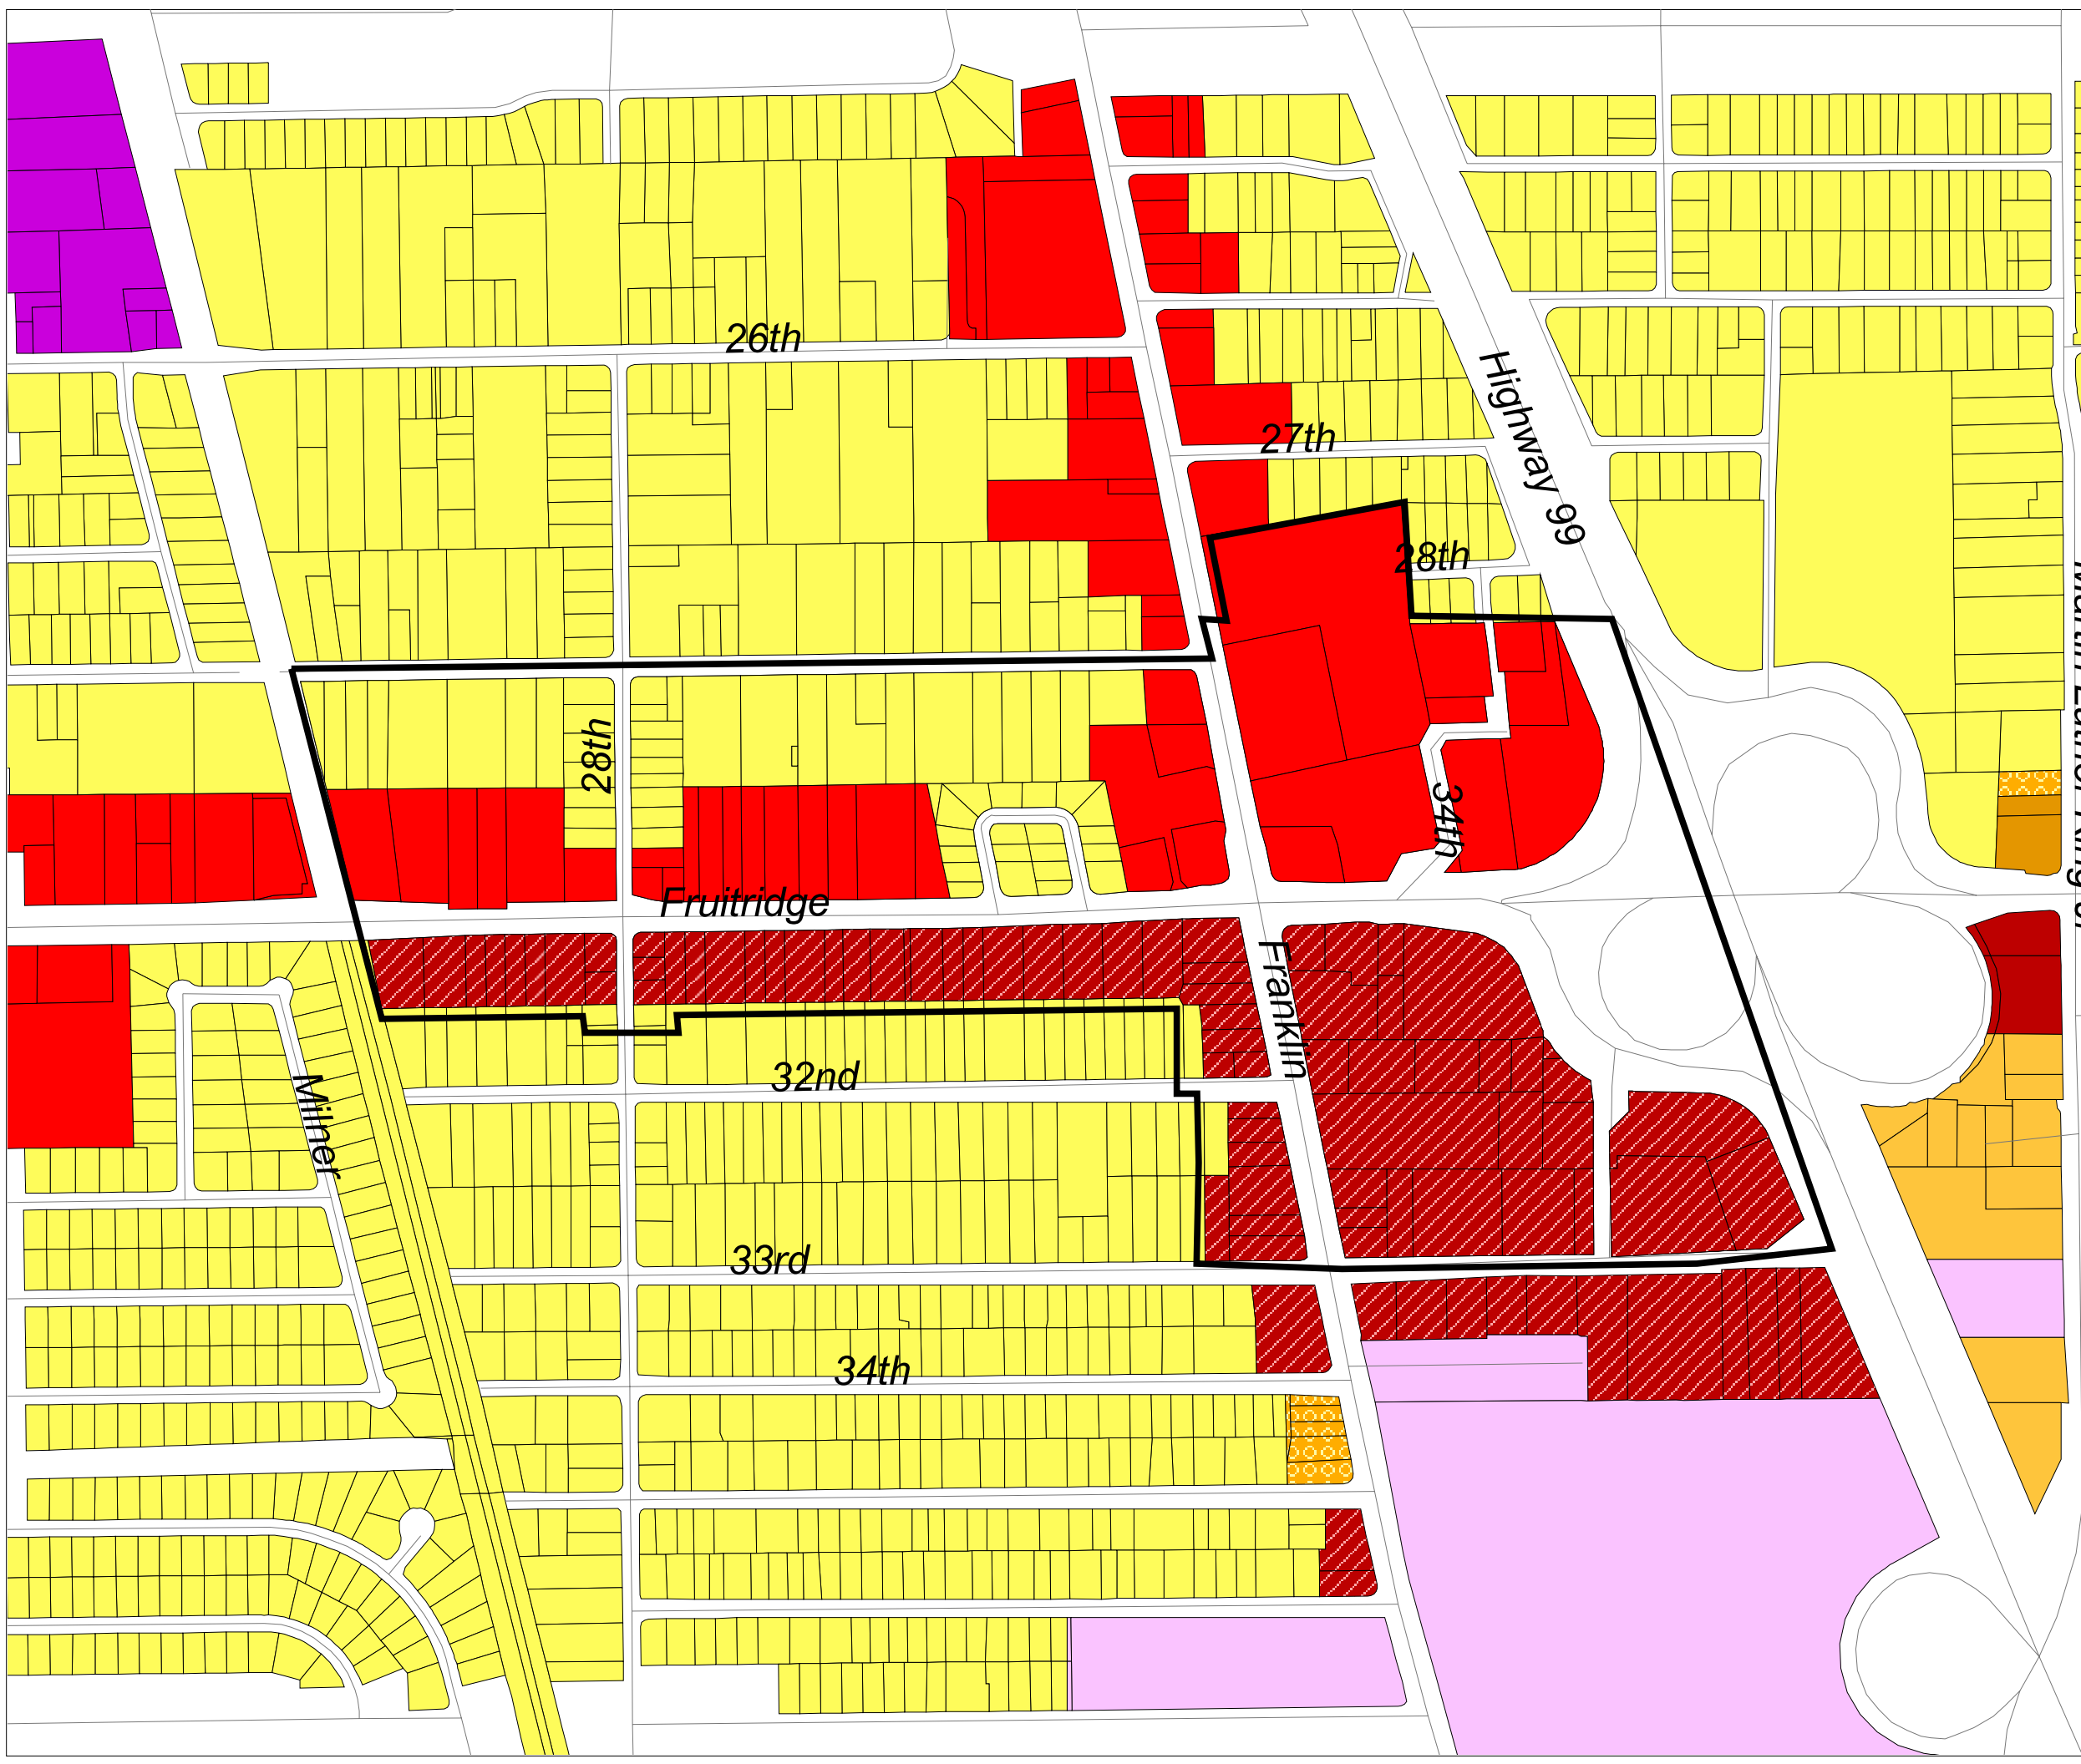 26th
Highway 99
27th
28th
28th
34th
Fruitridge
Franklin
32nd
Milner
33rd
34th